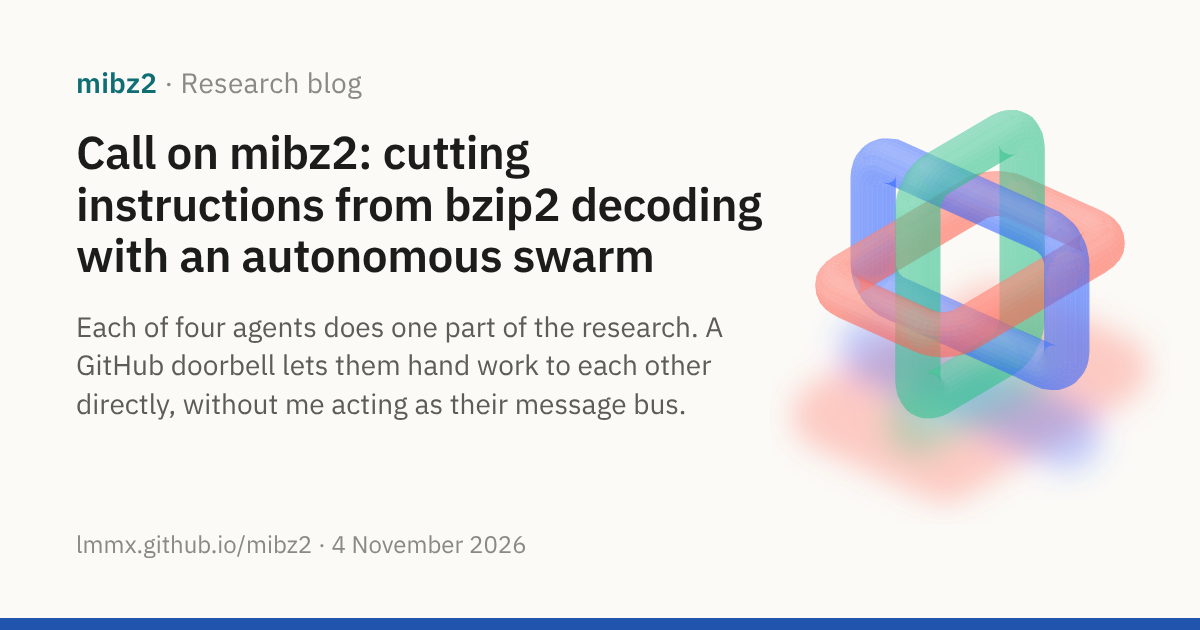 mibz2 · Research blog
Call on mibz2: cutting
instructions from bzip2 decoding
with an autonomous swarm
Each of four agents does one part of the research. A
GitHub doorbell lets them hand work to each other
directly, without me acting as their message bus.
lmmx.github.io/mibz2 · 4 November 2026